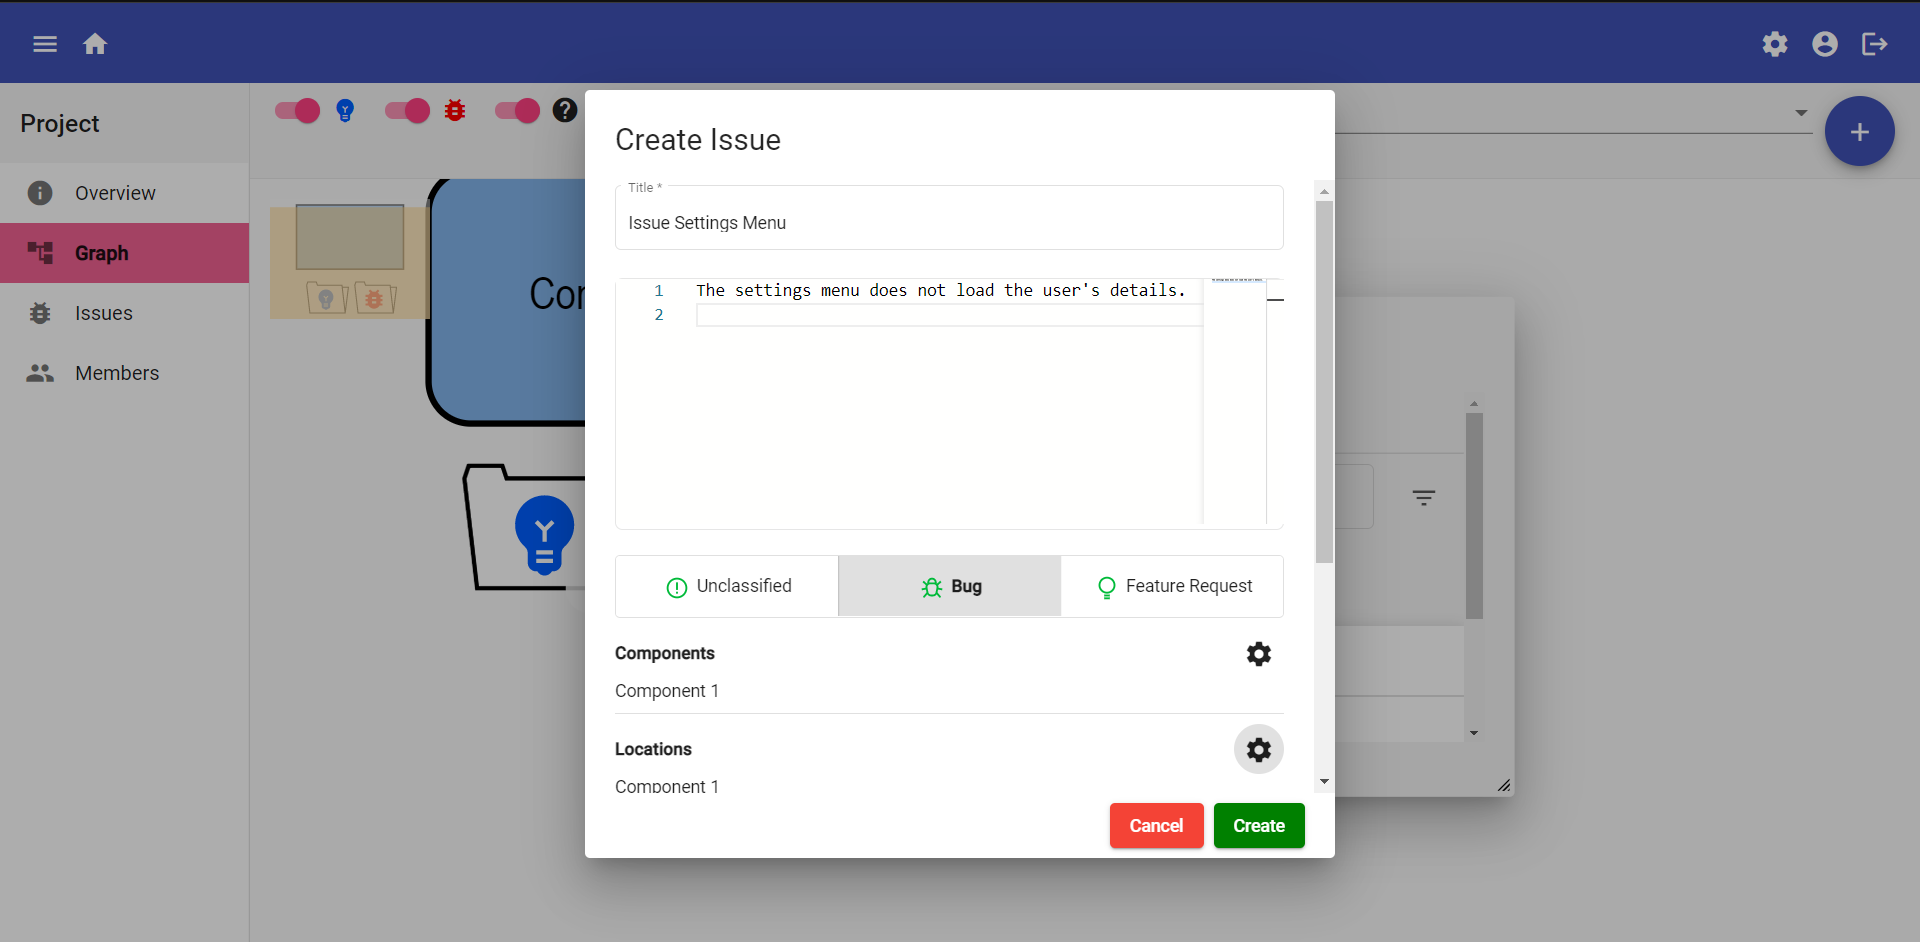 Project
Overview
Graph
Issues
Members
Create Issue
Title *
Issue Settings Menu
1 The settings menu does not load the user's details.
2
Unclassified
Bug
Feature Request
Components
Component 1
Locations
Component 1
Cancel
Create